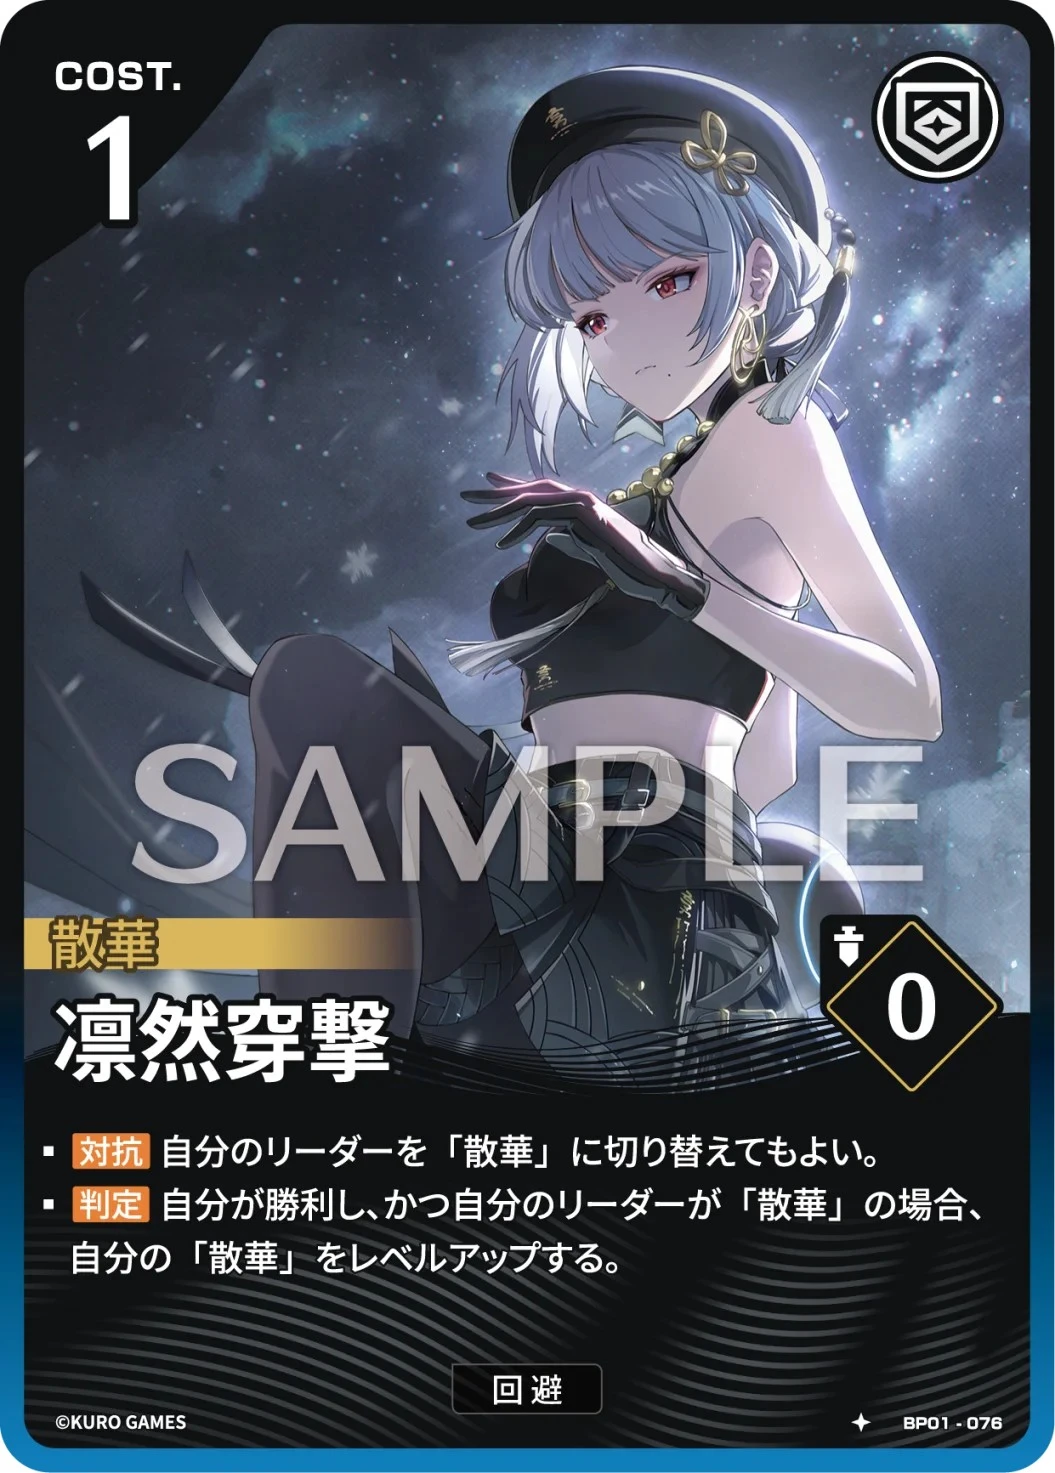 COST.
1
SAMPLE
散華
凛然穿撃
0
▪ 対抗 自分のリーダーを「散華」に切り替えてもよい。
▪ 判定 自分が勝利し、かつ自分のリーダーが「散華」の場合、
自分の「散華」をレベルアップする。
回避
©KURO GAMES
BP01 - 076